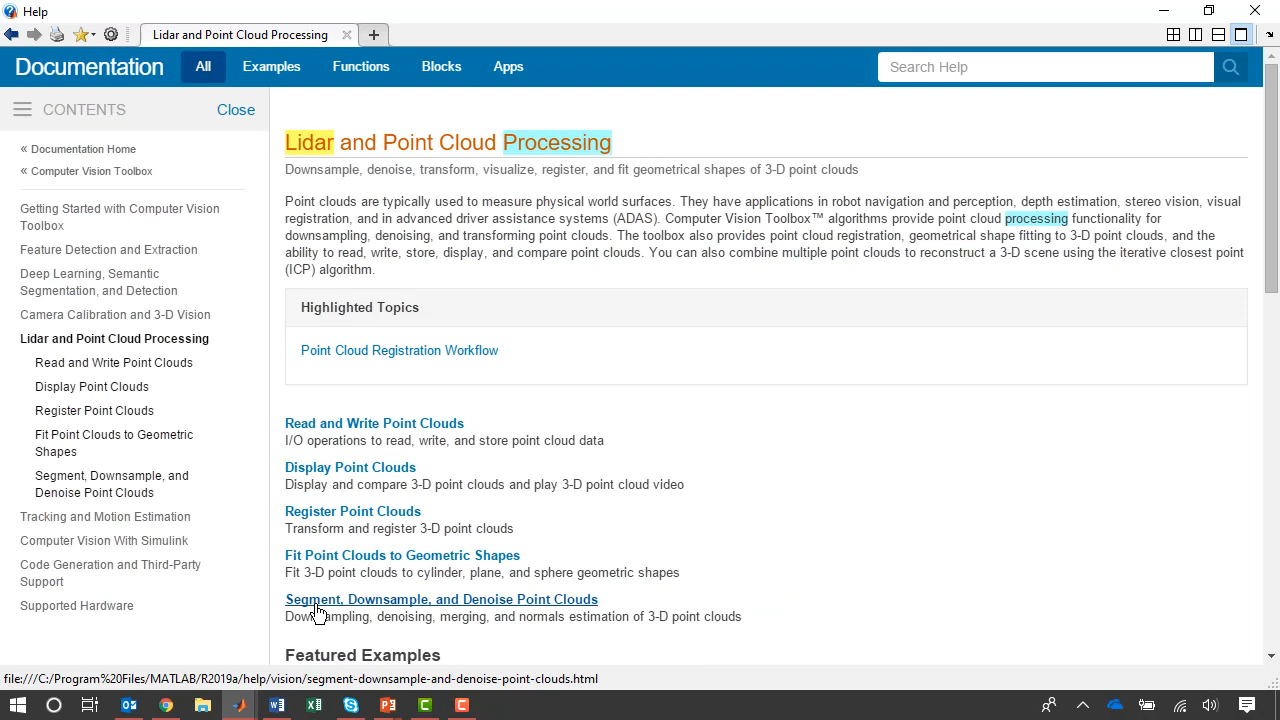 Help
Lidar and Point Cloud Processing
Documentation All Examples Functions Blocks Apps Search Help
CONTENTS Close
« Documentation Home
« Computer Vision Toolbox
Getting Started with Computer Vision
Toolbox
Feature Detection and Extraction
Deep Learning, Semantic
Segmentation, and Detection
Camera Calibration and 3-D Vision
Lidar and Point Cloud Processing
Read and Write Point Clouds
Display Point Clouds
Register Point Clouds
Fit Point Clouds to Geometric
Shapes
Segment, Downsample, and
Denoise Point Clouds
Tracking and Motion Estimation
Computer Vision With Simulink
Code Generation and Third-Party
Support
Supported Hardware
Lidar and Point Cloud Processing
Downsample, denoise, transform, visualize, register, and fit geometrical shapes of 3-D point clouds
Point clouds are typically used to measure physical world surfaces. They have applications in robot navigation and perception, depth estimation, stereo vision, visual
registration, and in advanced driver assistance systems (ADAS). Computer Vision Toolbox™ algorithms provide point cloud processing functionality for
downsampling, denoising, and transforming point clouds. The toolbox also provides point cloud registration, geometrical shape fitting to 3-D point clouds, and the
ability to read, write, store, display, and compare point clouds. You can also combine multiple point clouds to reconstruct a 3-D scene using the iterative closest point
(ICP) algorithm.
Highlighted Topics
Point Cloud Registration Workflow
Read and Write Point Clouds
I/O operations to read, write, and store point cloud data
Display Point Clouds
Display and compare 3-D point clouds and play 3-D point cloud video
Register Point Clouds
Transform and register 3-D point clouds
Fit Point Clouds to Geometric Shapes
Fit 3-D point clouds to cylinder, plane, and sphere geometric shapes
Segment, Downsample, and Denoise Point Clouds
Downsampling, denoising, merging, and normals estimation of 3-D point clouds
Featured Examples
file:///C:/Program%20Files/MATLAB/R2019a/help/vision/segment-downsample-and-denoise-point-clouds.html